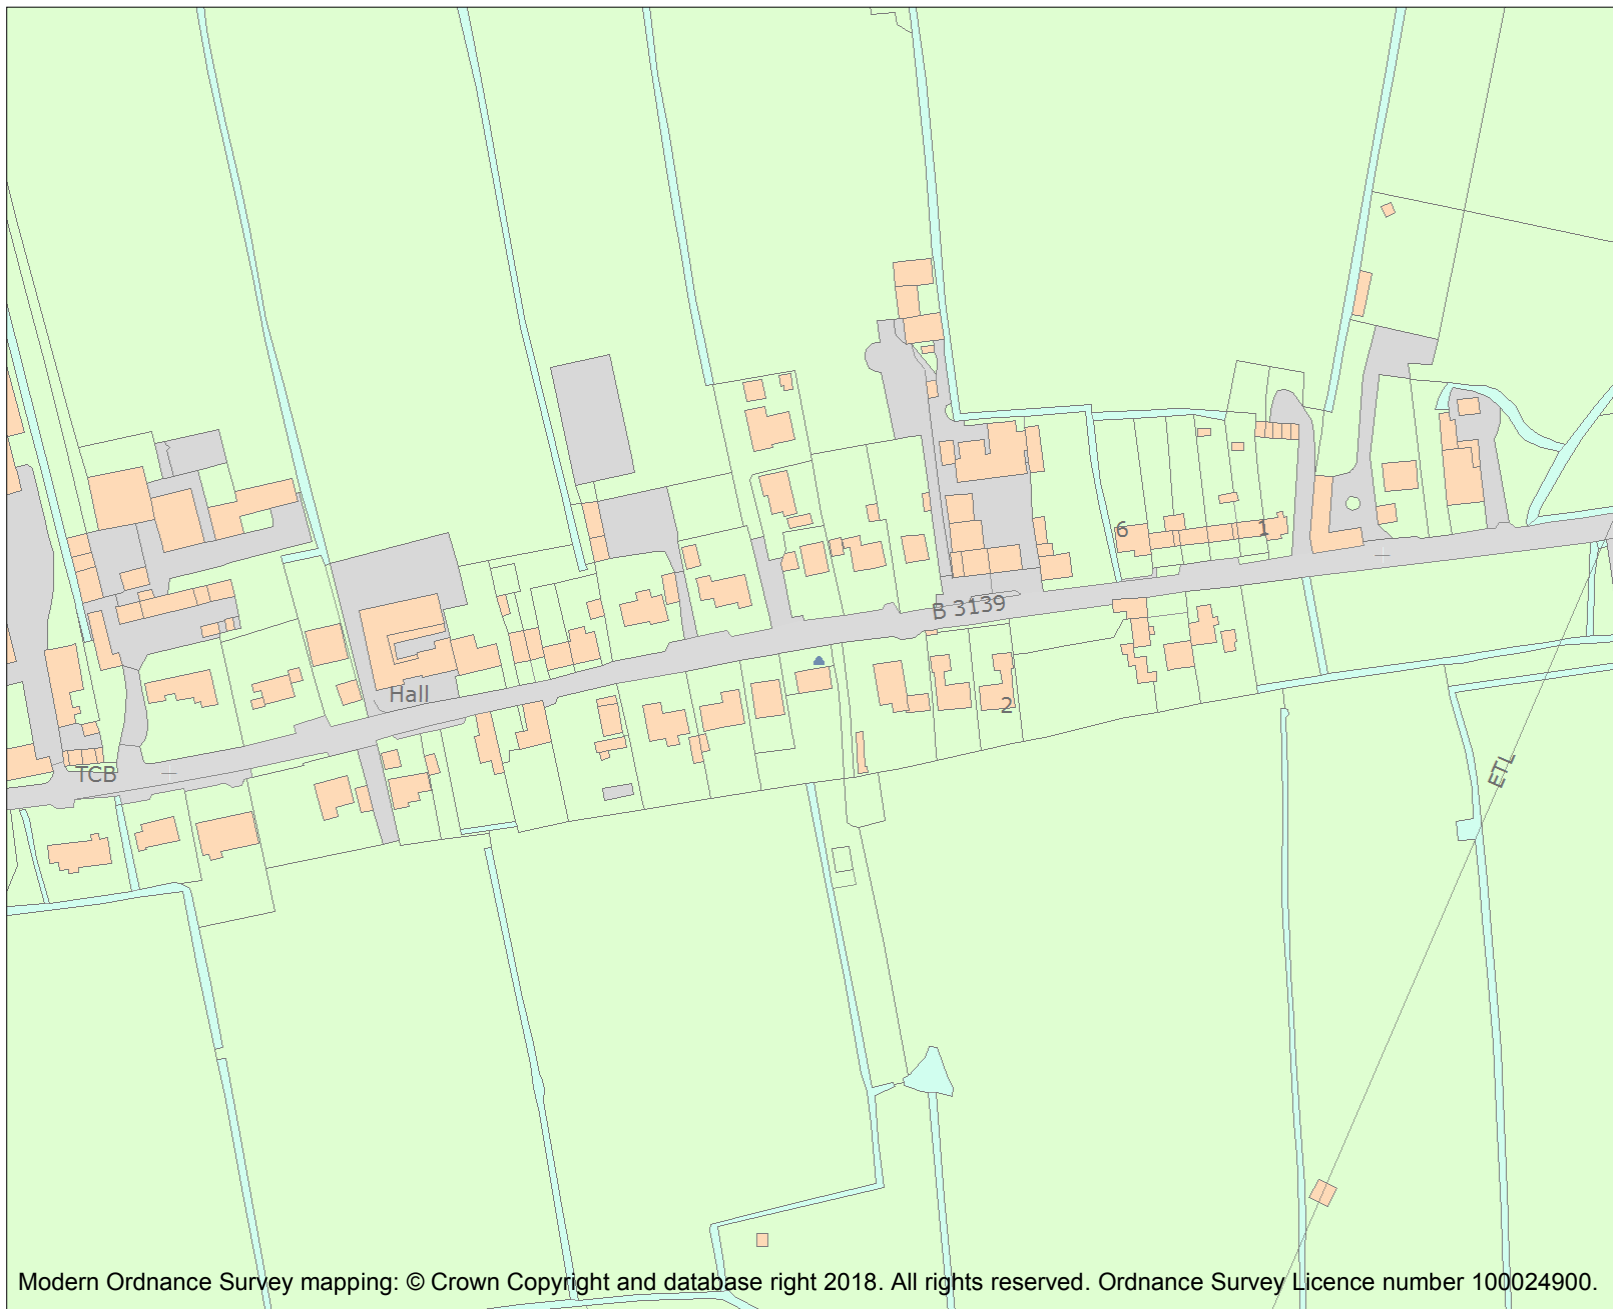 6
1
B 3139
Hall
2
TCB
ETL
Modern Ordnance Survey mapping: © Crown Copyright and database right 2018. All rights reserved. Ordnance Survey Licence number 100024900.